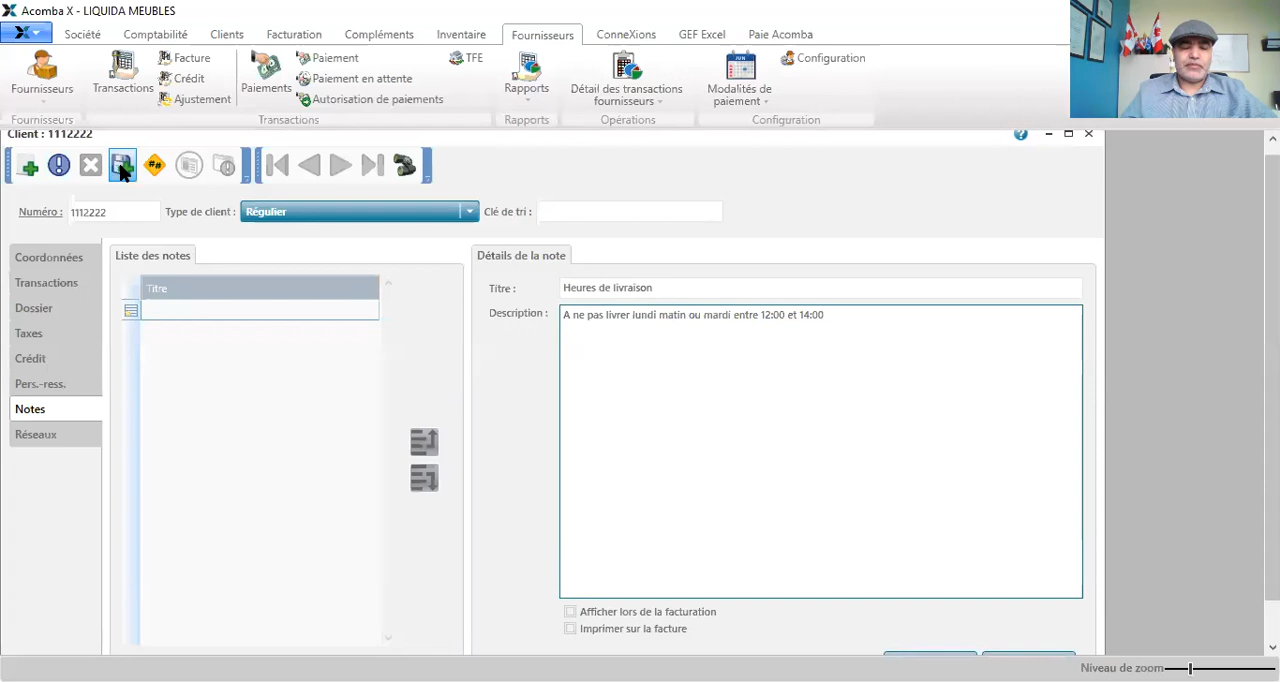 Acomba X - LIQUIDA MEUBLES
Société
Comptabilité
Clients
Facturation
Compléments
Inventaire
Fournisseurs
ConneXions
GEF Excel
Paie Acomba
Fournisseurs
Transactions
Facture
Crédit
Ajustement
Paiements
Paiement
Paiement en attente
Autorisation de paiements
TFE
Rapports
Détail des transactions
fournisseurs
Modalités de
paiement
Configuration
Fournisseurs
Transactions
Rapports
Opérations
Configuration
Client : 1112222
Numéro : 1112222 Type de client : Régulier Clé de tri :
Coordonnées
Transactions
Dossier
Taxes
Crédit
Pers.-ress.
Notes
Réseaux
Liste des notes
Titre
Détails de la note
Titre : Heures de livraison
Description : A ne pas livrer lundi matin ou mardi entre 12:00 et 14:00
Afficher lors de la facturation
Imprimer sur la facture
Niveau de zoom